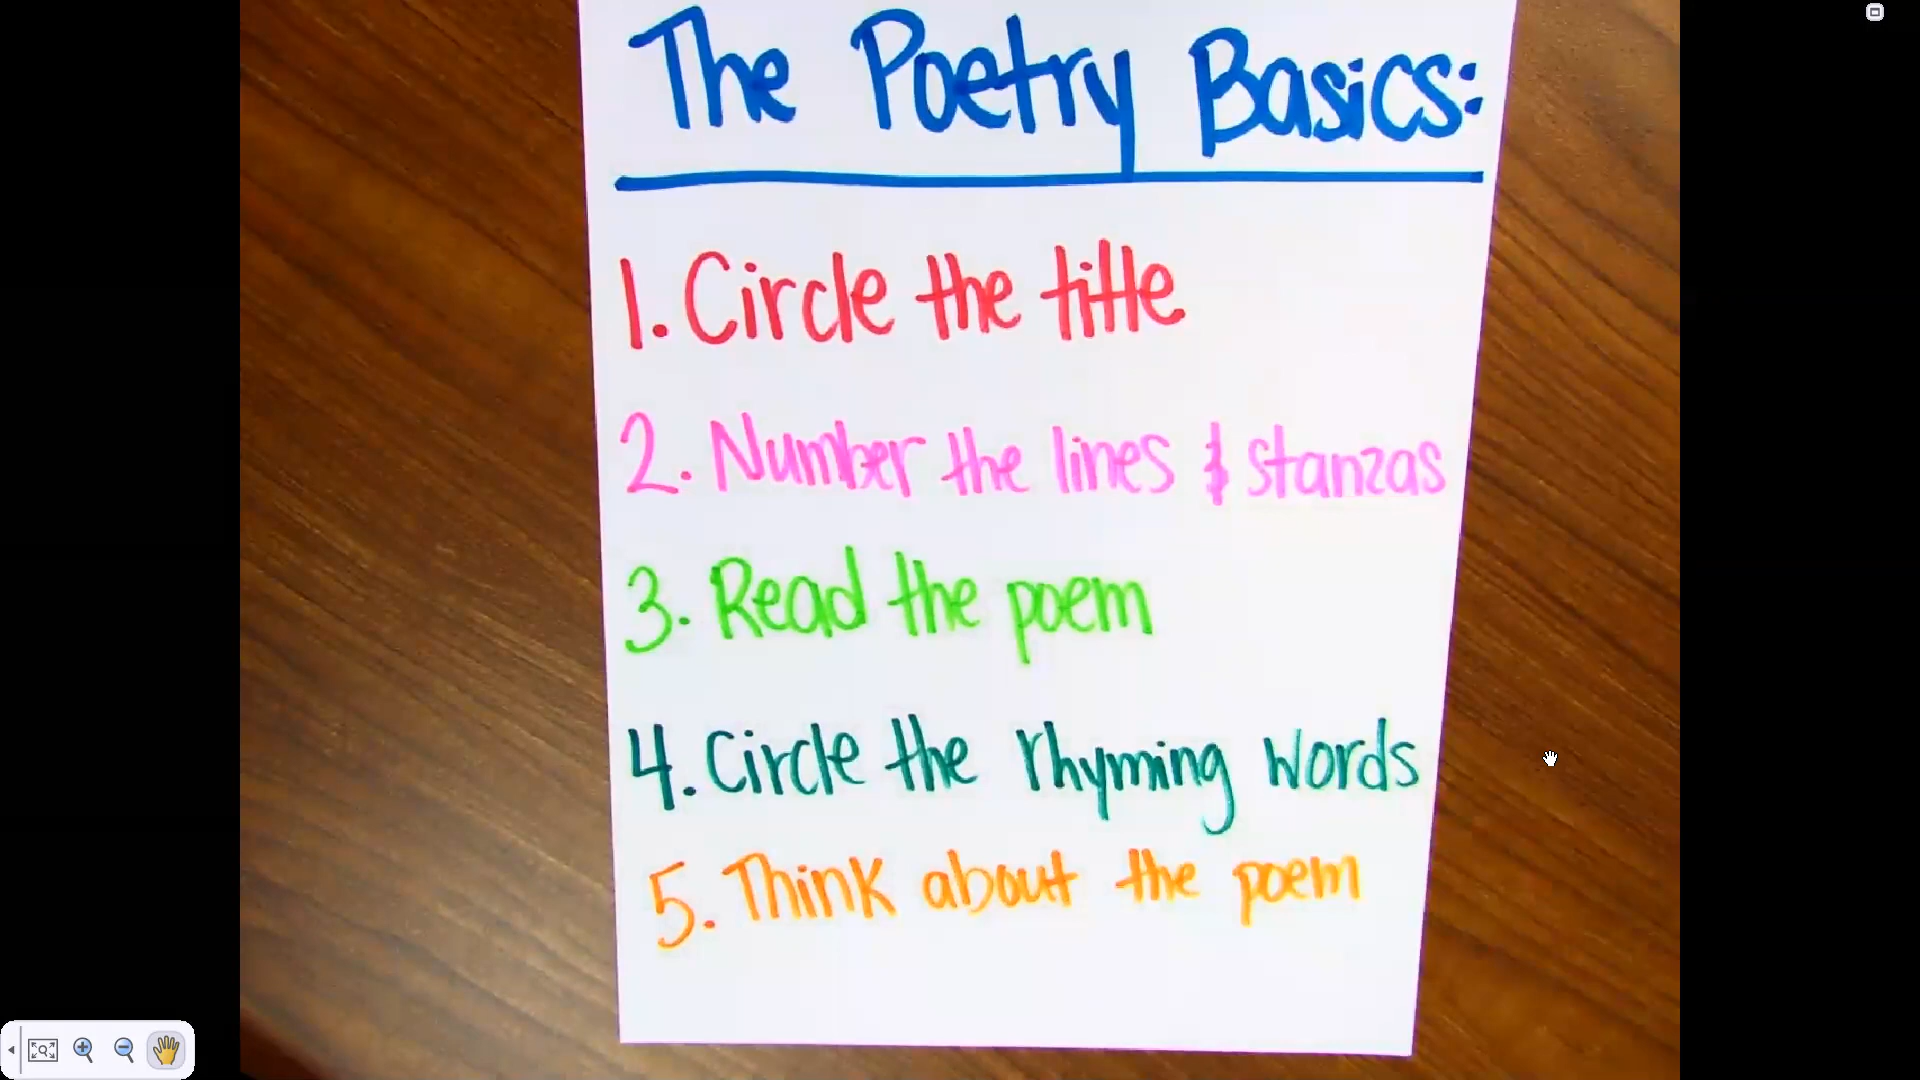 The Poetry Basics:
1. Circle the title
2. Number the lines & stanzas
3. Read the poem
4. Circle the rhyming words
5. Think about the poem